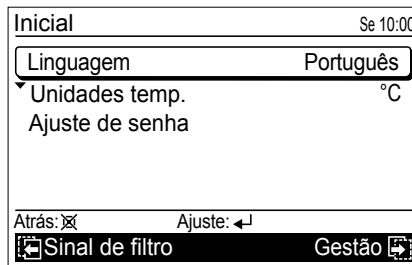 Inicial Se 10:00
Linguagem Português
Unidades temp. °C
Ajuste de senha
Atrás: Ajuste:
Sinal de filtro Gestão